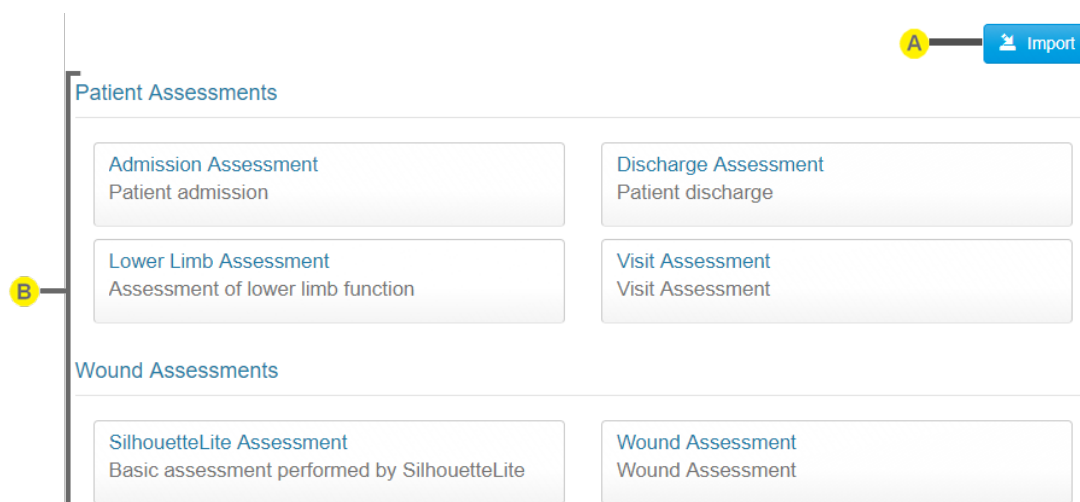 A
Import
Patient Assessments
Admission Assessment
Patient admission
Discharge Assessment
Patient discharge
Lower Limb Assessment
Assessment of lower limb function
Visit Assessment
Visit Assessment
B
Wound Assessments
SilhouetteLite Assessment
Basic assessment performed by SilhouetteLite
Wound Assessment
Wound Assessment